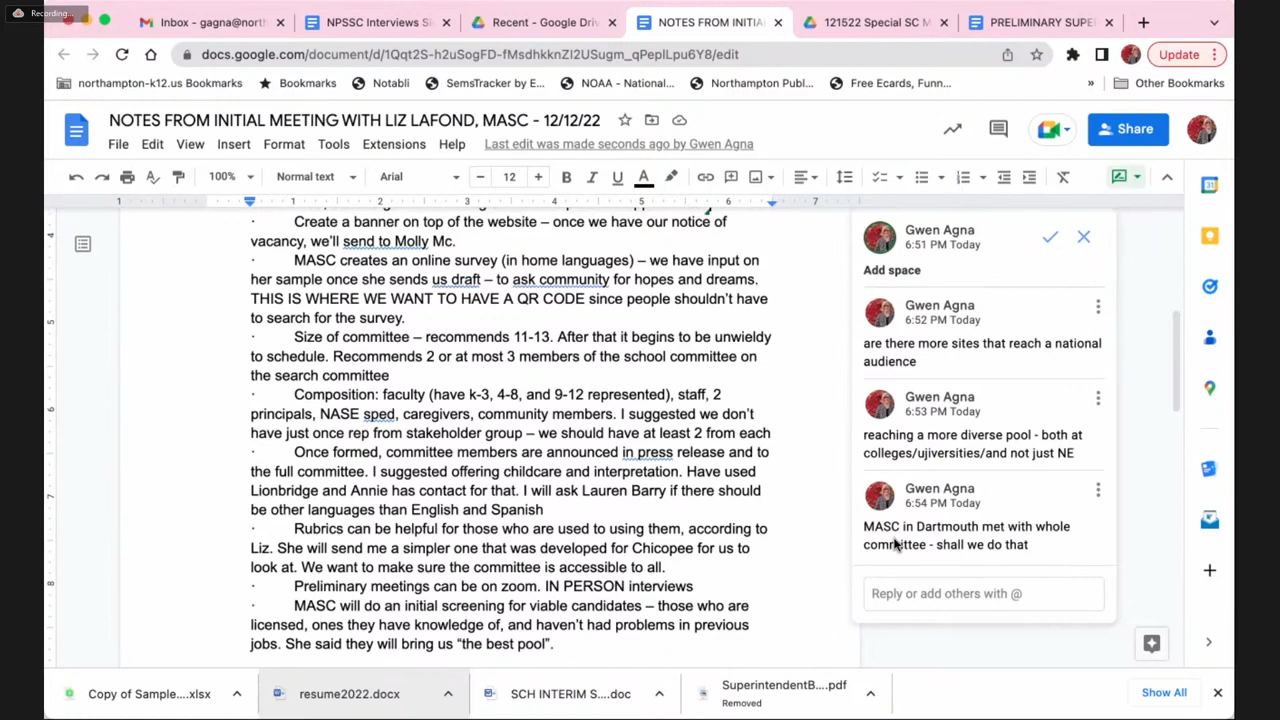 Recording...
Inbox - gagna@north
NPSSC Interviews S
Recent - Google Driv
NOTES FROM INITIA
121522 Special SC M
PRELIMINARY SUPE
docs.google.com/document/d/1Qqt2S-h2uSogFD-fMsdhkknZI2USugm_qPepILpu6Y8/edit
Update
northampton-k12.us Bookmarks
Bookmarks
Notabli
SemsTracker by E...
NOAA - National...
Northampton Publ...
Free Ecards, Funn...
»
Other Bookmarks
NOTES FROM INITIAL MEETING WITH LIZ LAFOND, MASC - 12/12/22
File Edit View Insert Format Tools Extensions Help Last edit was made seconds ago by Gwen Agna
Share
100% Normal text Arial 12 B I U A
1 1 2 3 4 5 6 7
· Create a banner on top of the website – once we have our notice of
vacancy, we'll send to Molly Mc.
· MASC creates an online survey (in home languages) – we have input on
her sample once she sends us draft – to ask community for hopes and dreams.
THIS IS WHERE WE WANT TO HAVE A QR CODE since people shouldn't have
to search for the survey.
· Size of committee – recommends 11-13. After that it begins to be unwieldy
to schedule. Recommends 2 or at most 3 members of the school committee on
the search committee
· Composition: faculty (have k-3, 4-8, and 9-12 represented), staff, 2
principals, NASE sped, caregivers, community members. I suggested we don't
have just once rep from stakeholder group – we should have at least 2 from each
· Once formed, committee members are announced in press release and to
the full committee. I suggested offering childcare and interpretation. Have used
Lionbridge and Annie has contact for that. I will ask Lauren Barry if there should
be other languages than English and Spanish
· Rubrics can be helpful for those who are used to using them, according to
Liz. She will send me a simpler one that was developed for Chicopee for us to
look at. We want to make sure the committee is accessible to all.
· Preliminary meetings can be on zoom. IN PERSON interviews
· MASC will do an initial screening for viable candidates – those who are
licensed, ones they have knowledge of, and haven't had problems in previous
jobs. She said they will bring us "the best pool".
4
5
6
7
8
Gwen Agna
6:51 PM Today
Add space
Gwen Agna
6:52 PM Today
are there more sites that reach a national
audience
Gwen Agna
6:53 PM Today
reaching a more diverse pool - both at
colleges/ujiversities/and not just NE
Gwen Agna
6:54 PM Today
MASC in Dartmouth met with whole
committee - shall we do that
Reply or add others with @
31
Copy of Sample....xlsx
resume2022.docx
SCH INTERIM S....doc
SuperintendentB....pdf
Removed
Show All